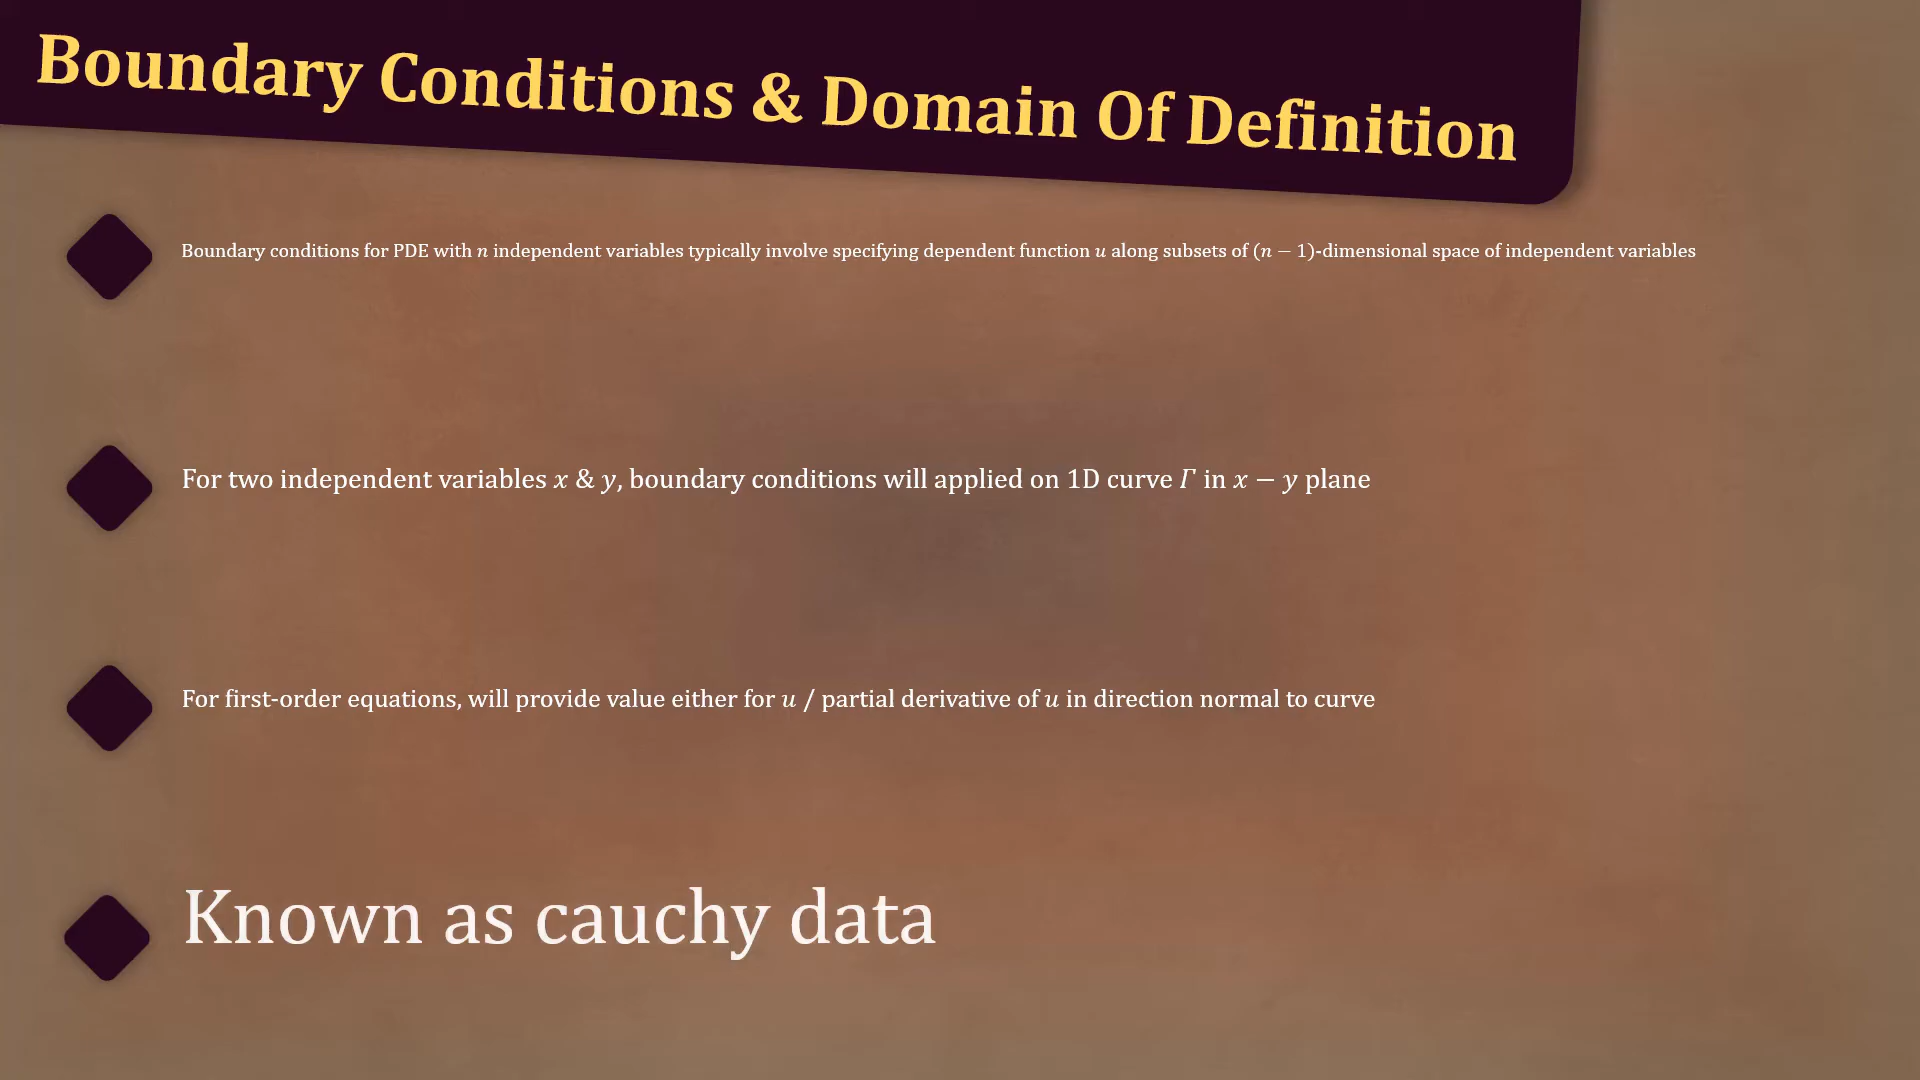 Boundary Conditions & Domain Of Definition
Boundary conditions for PDE with n independent variables typically involve specifying dependent function u along subsets of (n − 1)-dimensional space of independent variables
For two independent variables x & y, boundary conditions will applied on 1D curve Γ in x − y plane
For first-order equations, will provide value either for u / partial derivative of u in direction normal to curve
Known as cauchy data